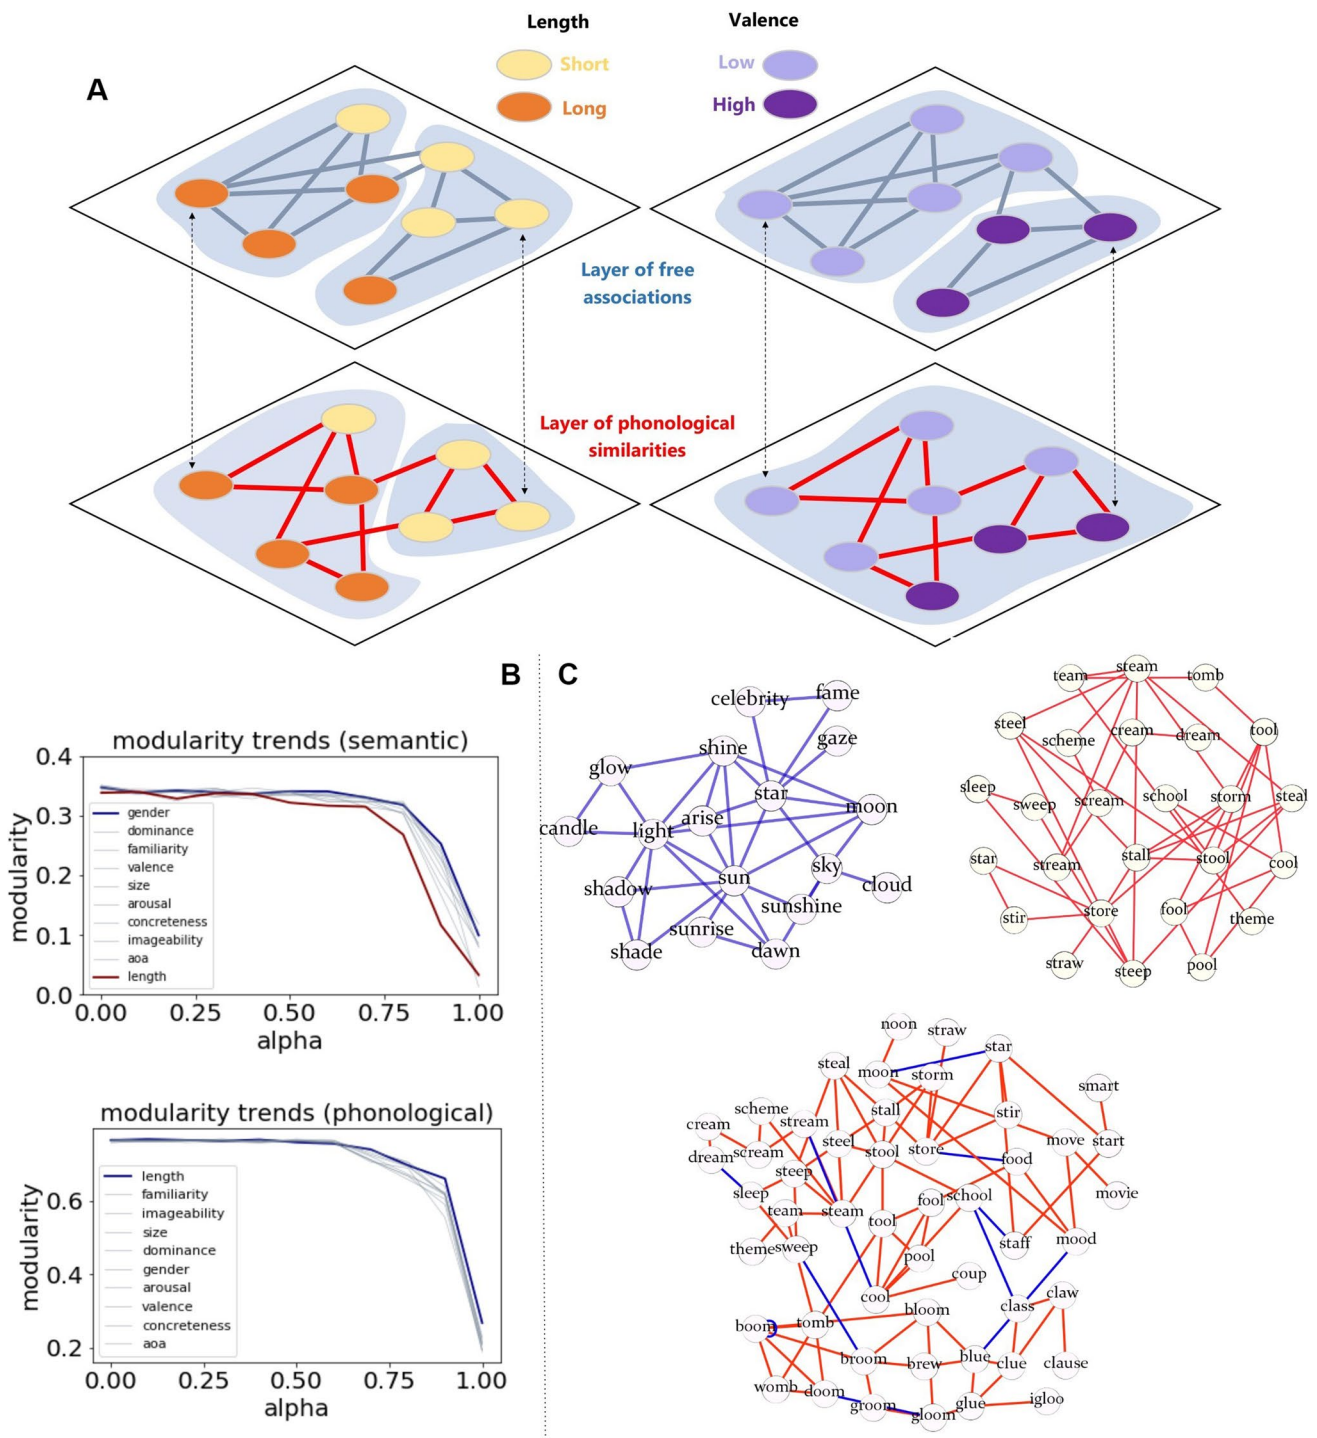 Length
Valence
Short
Low
Long
High
A
Layer of free
associations
Layer of phonological
similarities
B
C
modularity trends (semantic)
modularity
0.4
0.3
0.2
0.1
0.0
gender
dominance
familiarity
valence
size
arousal
concreteness
imageability
aoa
length
0.00
0.25
0.50
0.75
1.00
alpha
modularity trends (phonological)
modularity
0.6
0.4
0.2
length
familiarity
imageability
size
dominance
gender
arousal
valence
concreteness
aoa
0.00
0.25
0.50
0.75
1.00
alpha
celebrity
fame
gaze
shine
glow
star
moon
arise
candle
light
sky
sun
cloud
shadow
sunshine
sunrise
shade
dawn
steam
team
tomb
steel
cream
tool
scheme
dream
sleep
sweep
scream
school
storm
steal
star
stream
stall
stool
cool
stir
store
fool
theme
straw
steep
pool
noon
straw
star
steal
moon
storm
smart
scheme
stall
stir
cream
stream
steel
store
move
start
dream
scream
stool
food
steep
sleep
fool
school
movie
team
steam
tool
staff
mood
theme
sweep
pool
coup
cool
claw
bloom
class
boom
tomb
broom
brew
blue
clue
clause
womb
doom
groom
gloom
glue
igloo